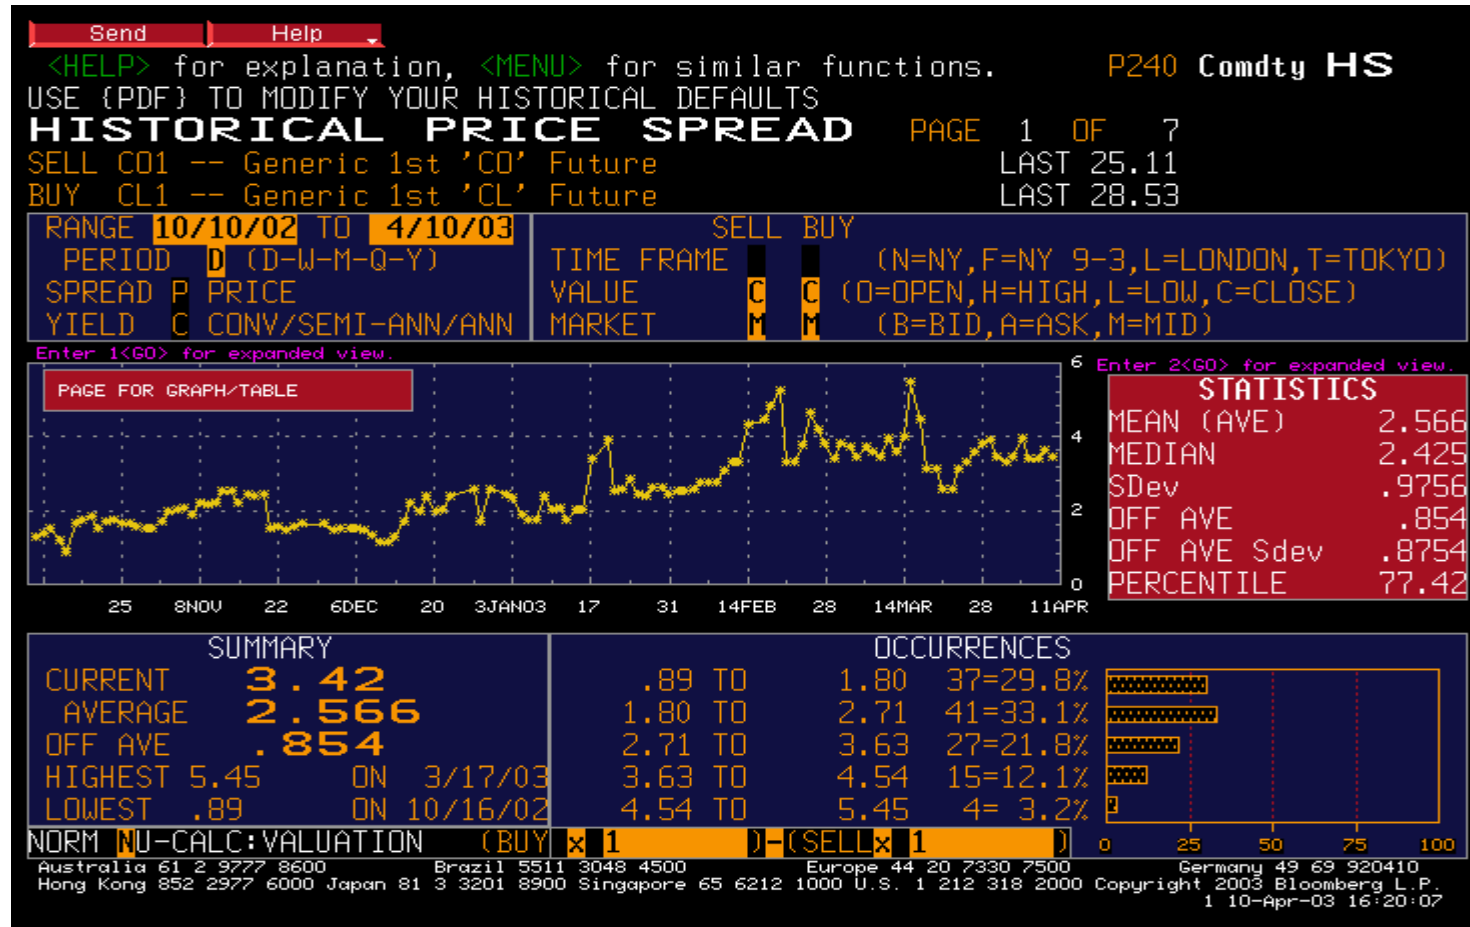 Send Help
<HELP> for explanation, <MENU> for similar functions. P240 Comdty HS
USE {PDF} TO MODIFY YOUR HISTORICAL DEFAULTS
HISTORICAL PRICE SPREAD PAGE 1 OF 7
SELL CO1 -- Generic 1st 'CO' Future LAST 25.11
BUY CL1 -- Generic 1st 'CL' Future LAST 28.53
RANGE 10/10/02 TO 4/10/03 SELL BUY
PERIOD D (D-W-M-Q-Y) TIME FRAME (N=NY,F=NY 9-3,L=LONDON,T=TOKYO)
SPREAD P PRICE VALUE C C (O=OPEN,H=HIGH,L=LOW,C=CLOSE)
YIELD C CONV/SEMI-ANN/ANN MARKET M M (B=BID,A=ASK,M=MID)
Enter 1<GO> for expanded view. Enter 2<GO> for expanded view.
PAGE FOR GRAPH/TABLE
6
4
2
0
25 8NOV 22 6DEC 20 3JAN03 17 31 14FEB 28 14MAR 28 11APR
STATISTICS
MEAN (AVE) 2.566
MEDIAN 2.425
SDev .9756
OFF AVE .854
OFF AVE Sdev .8754
PERCENTILE 77.42
SUMMARY
CURRENT 3.42
AVERAGE 2.566
OFF AVE .854
HIGHEST 5.45 ON 3/17/03
LOWEST .89 ON 10/16/02
OCCURRENCES
.89 TO 1.80 37=29.8%
1.80 TO 2.71 41=33.1%
2.71 TO 3.63 27=21.8%
3.63 TO 4.54 15=12.1%
4.54 TO 5.45 4= 3.2%
0 25 50 75 100
NORM NU-CALC:VALUATION (BUY x 1 )-(SELL x 1 )
Australia 61 2 9777 8600 Brazil 5511 3048 4500 Europe 44 20 7330 7500 Germany 49 69 920410
Hong Kong 852 2977 6000 Japan 81 3 3201 8900 Singapore 65 6212 1000 U.S. 1 212 318 2000 Copyright 2003 Bloomberg L.P.
1 10-Apr-03 16:20:07